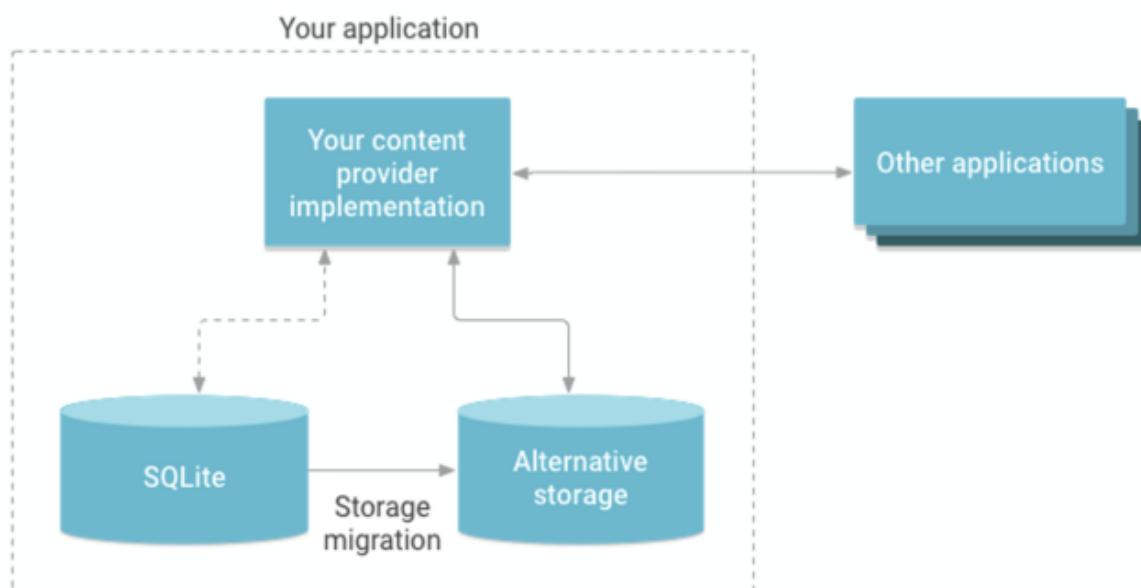 Your application
Your content
provider
implementation
Other applications
SQLite
Alternative
storage
Storage
migration